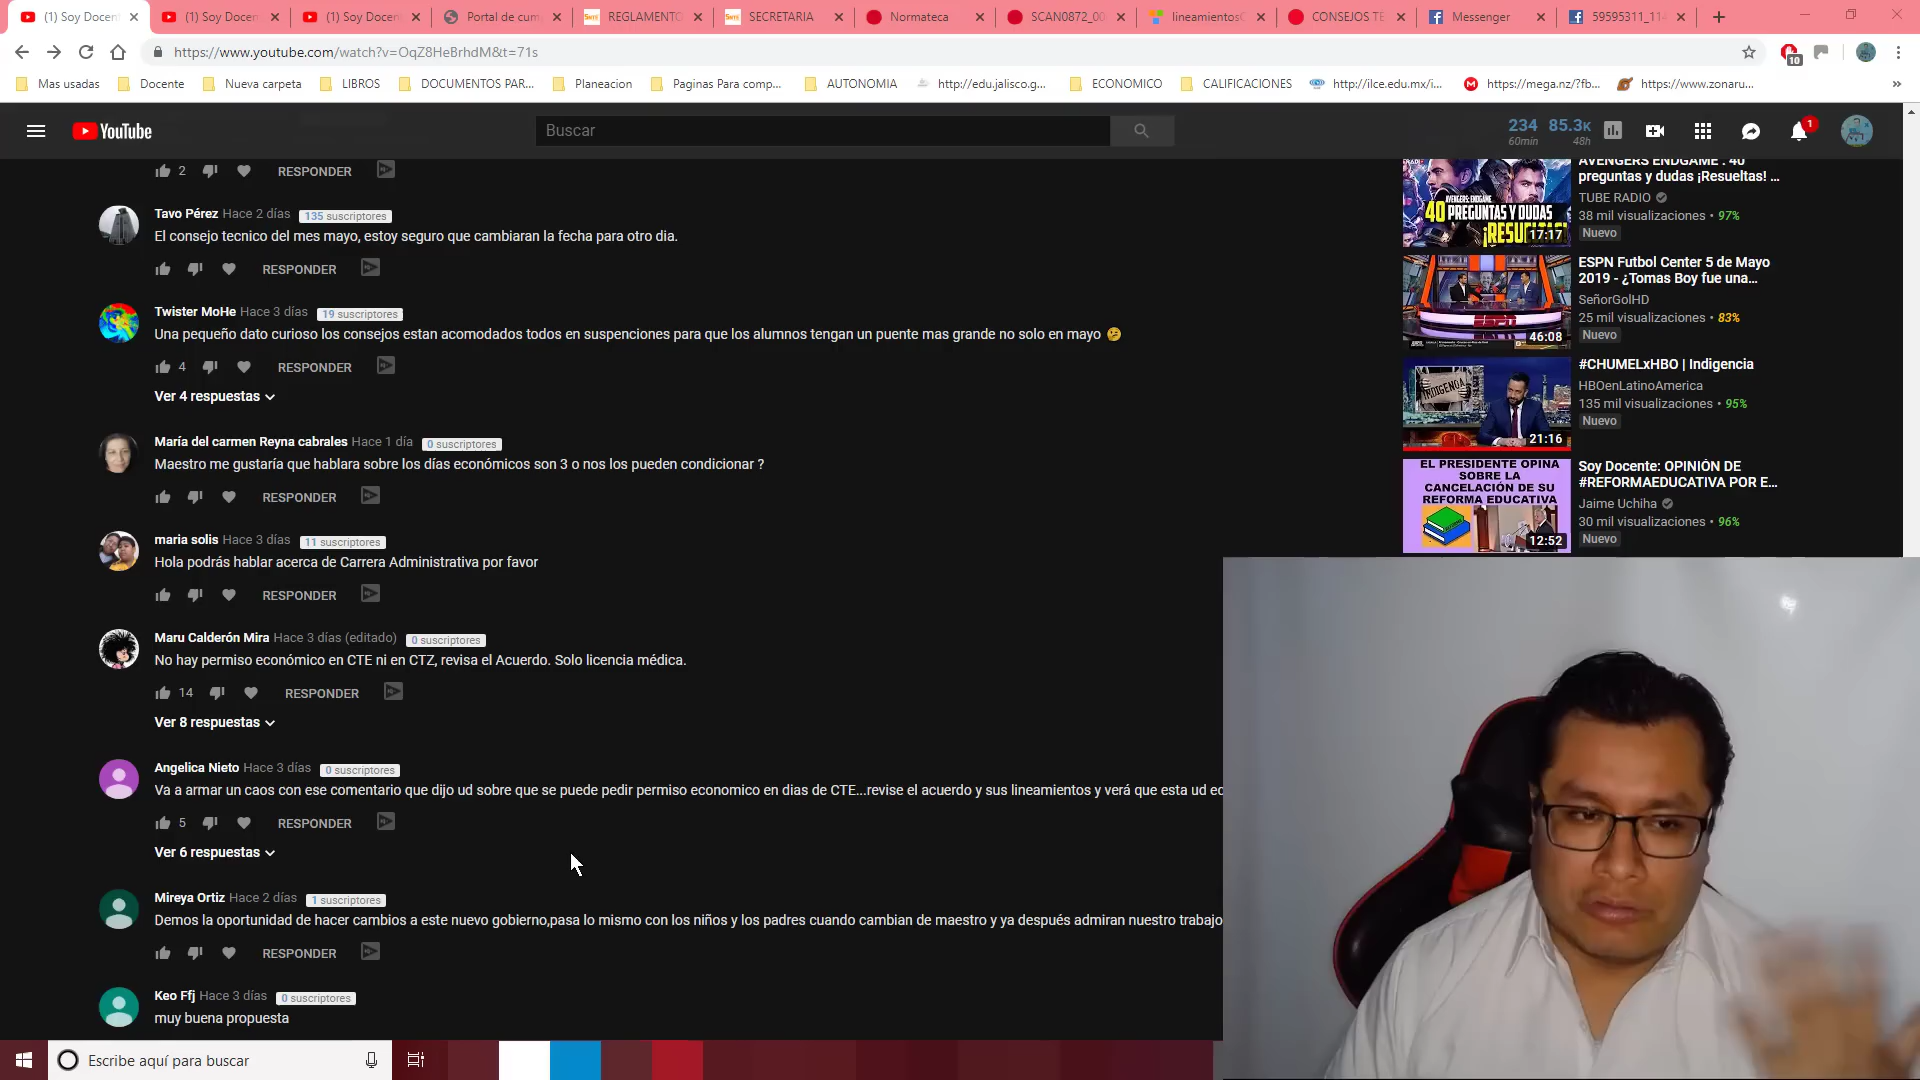 (1) Soy Docen
(1) Soy Docen
(1) Soy Docen
Portal de cum
REGLAMENTO
SECRETARIA
Normateca
SCAN0872_00
lineamientosC
CONSEJOS TE
Messenger
59595311_114
https://www.youtube.com/watch?v=OqZ8HeBrhdM&t=71s
10
Mas usadas
Docente
Nueva carpeta
LIBROS
DOCUMENTOS PAR...
Planeacion
Paginas Para comp...
AUTONOMIA
http://edu.jalisco.g...
ECONOMICO
CALIFICACIONES
http://ilce.edu.mx/i...
https://mega.nz/?fb...
https://www.zonaru...
YouTube
Buscar
234 85.3K
60min 48h
1
2 RESPONDER
Tavo Pérez Hace 2 días 135 suscriptores
El consejo tecnico del mes mayo, estoy seguro que cambiaran la fecha para otro dia.
RESPONDER
Twister MoHe Hace 3 días 19 suscriptores
Una pequeño dato curioso los consejos estan acomodados todos en suspenciones para que los alumnos tengan un puente mas grande no solo en mayo 🤔
4 RESPONDER
Ver 4 respuestas
María del carmen Reyna cabrales Hace 1 día 0 suscriptores
Maestro me gustaría que hablara sobre los días económicos son 3 o nos los pueden condicionar ?
RESPONDER
maria solis Hace 3 días 11 suscriptores
Hola podrás hablar acerca de Carrera Administrativa por favor
RESPONDER
Maru Calderón Mira Hace 3 días (editado) 0 suscriptores
No hay permiso económico en CTE ni en CTZ, revisa el Acuerdo. Solo licencia médica.
14 RESPONDER
Ver 8 respuestas
Angelica Nieto Hace 3 días 0 suscriptores
Va a armar un caos con ese comentario que dijo ud sobre que se puede pedir permiso economico en dias de CTE...revise el acuerdo y sus lineamientos y verá que esta ud
5 RESPONDER
Ver 6 respuestas
Mireya Ortiz Hace 2 días 1 suscriptores
Demos la oportunidad de hacer cambios a este nuevo gobierno,pasa lo mismo con los niños y los padres cuando cambian de maestro y ya después admiran nuestro trabajo
RESPONDER
Keo Ffj Hace 3 días 0 suscriptores
muy buena propuesta
AVENGERS ENDGAME : 40
preguntas y dudas ¡Resueltas! ...
TUBE RADIO
38 mil visualizaciones • 97%
Nuevo
AVENGERS: ENDGAME
40 PREGUNTAS Y DUDAS
¡RESUELTAS!
17:17
ESPN Futbol Center 5 de Mayo
2019 - ¿Tomas Boy fue una...
SeñorGolHD
25 mil visualizaciones • 83%
Nuevo
46:08
#CHUMELxHBO | Indigencia
HBOenLatinoAmerica
135 mil visualizaciones • 95%
Nuevo
INDIGENCIA
21:16
Soy Docente: OPINIÓN DE
#REFORMAEDUCATIVA POR E...
Jaime Uchiha
30 mil visualizaciones • 96%
Nuevo
EL PRESIDENTE OPINA
SOBRE LA
CANCELACIÓN DE SU
REFORMA EDUCATIVA
12:52
Escribe aquí para buscar